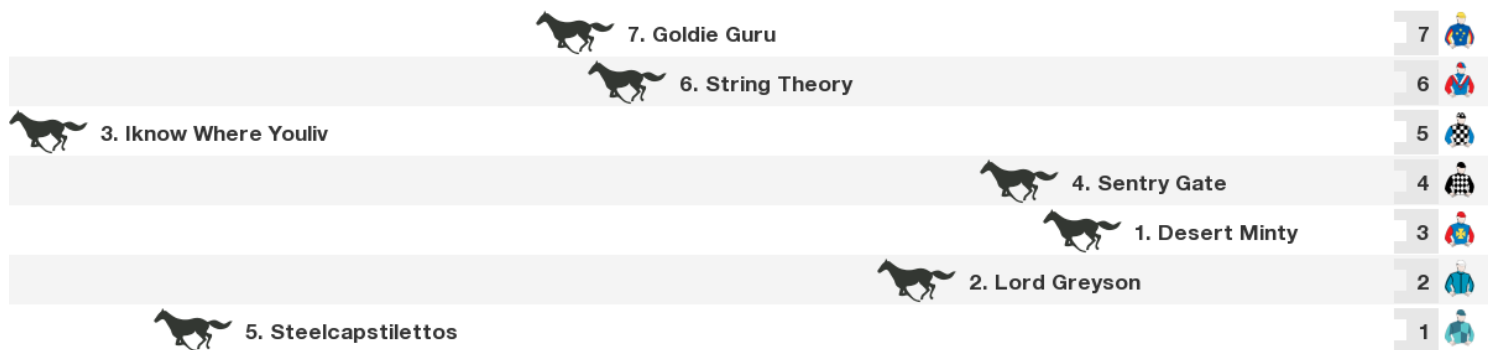 7. Goldie Guru 7
6. String Theory 6
3. Iknow Where Youliv 5
4. Sentry Gate 4
1. Desert Minty 3
2. Lord Greyson 2
5. Steelcapstilettos 1